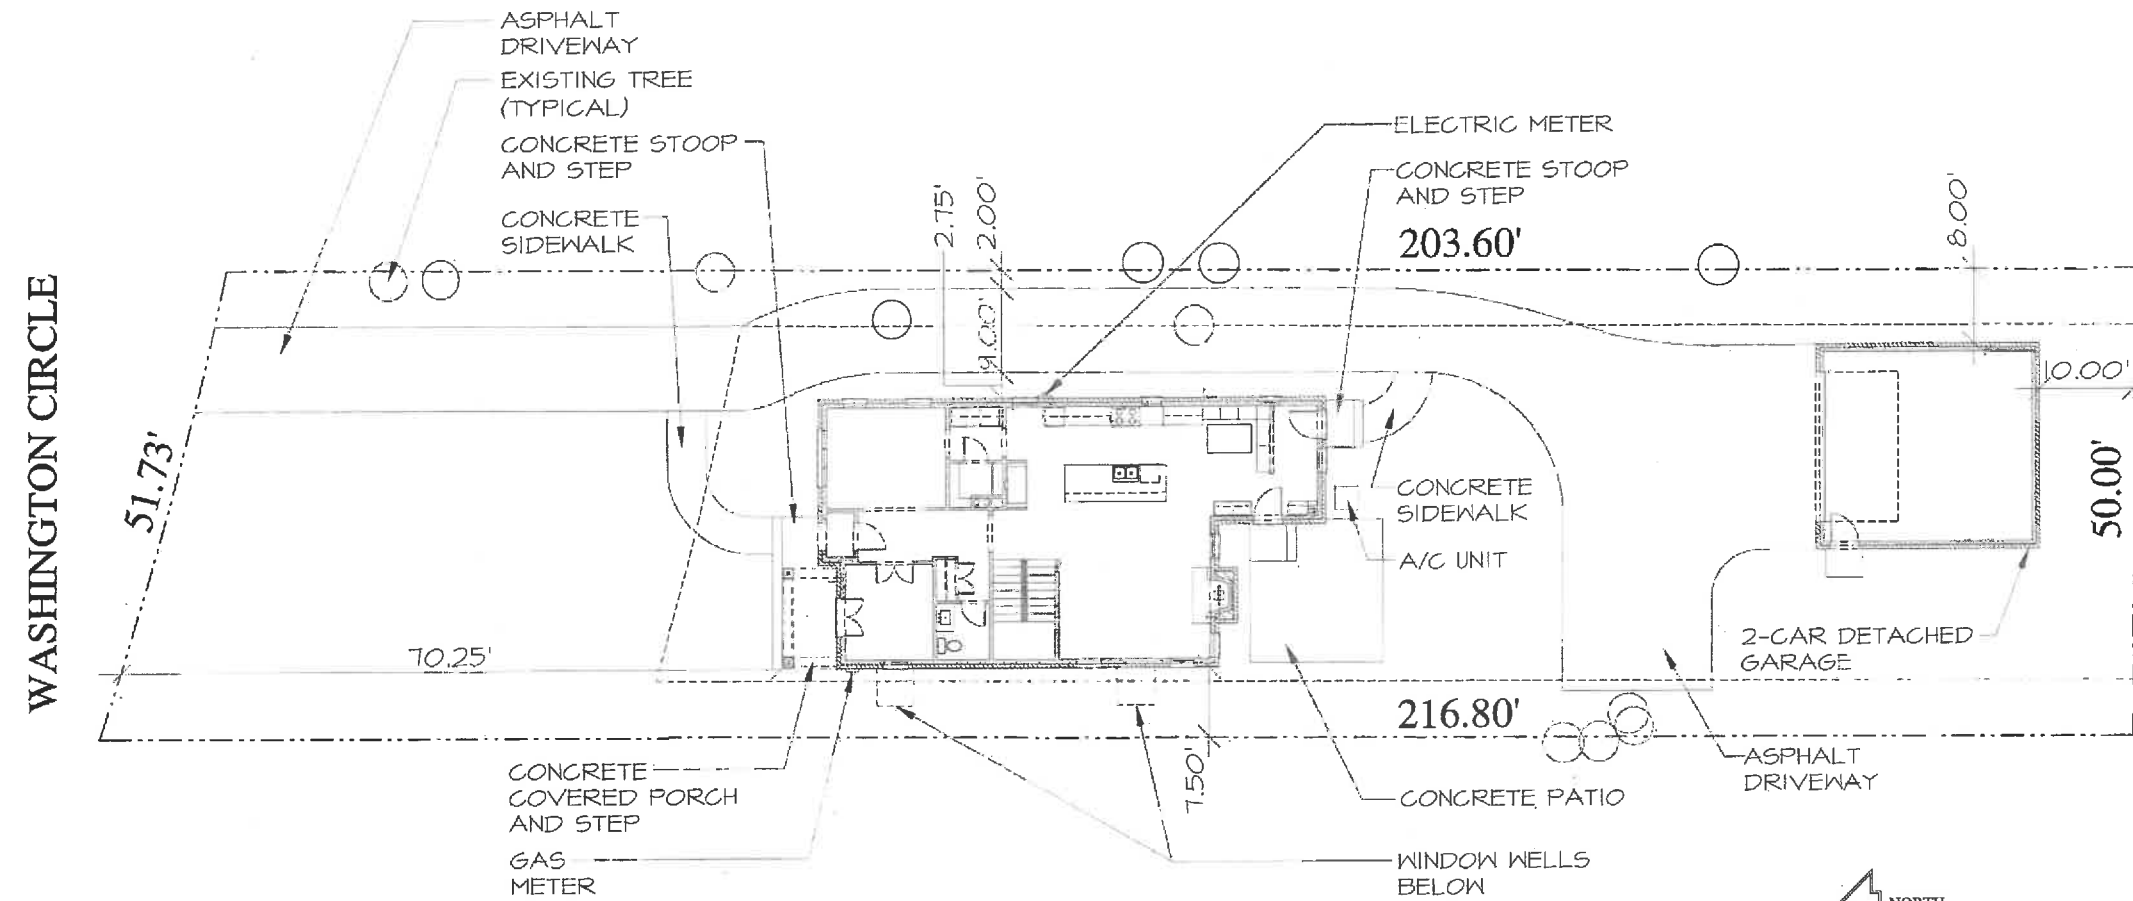 ASPHALT
DRIVEWAY
EXISTING TREE
(TYPICAL)
CONCRETE STOOP
AND STEP
CONCRETE
SIDEWALK
ELECTRIC METER
CONCRETE STOOP
AND STEP
2.75'
2.00'
9.00'
203.60'
8.00'
10.00'
WASHINGTON CIRCLE
51.73'
50.00'
CONCRETE
SIDEWALK
A/C UNIT
2-CAR DETACHED
GARAGE
70.25'
216.80'
7.50'
ASPHALT
DRIVEWAY
CONCRETE
COVERED PORCH
AND STEP
CONCRETE PATIO
GAS
METER
WINDOW WELLS
BELOW
NORTH